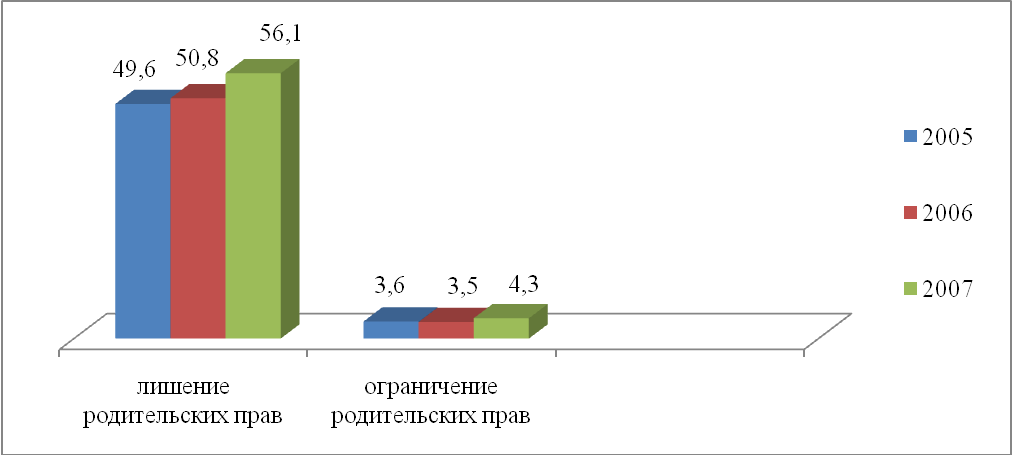 49,6
50,8
56,1
3,6
3,5
4,3
лишение
родительских прав
ограничение
родительских прав
2005
2006
2007